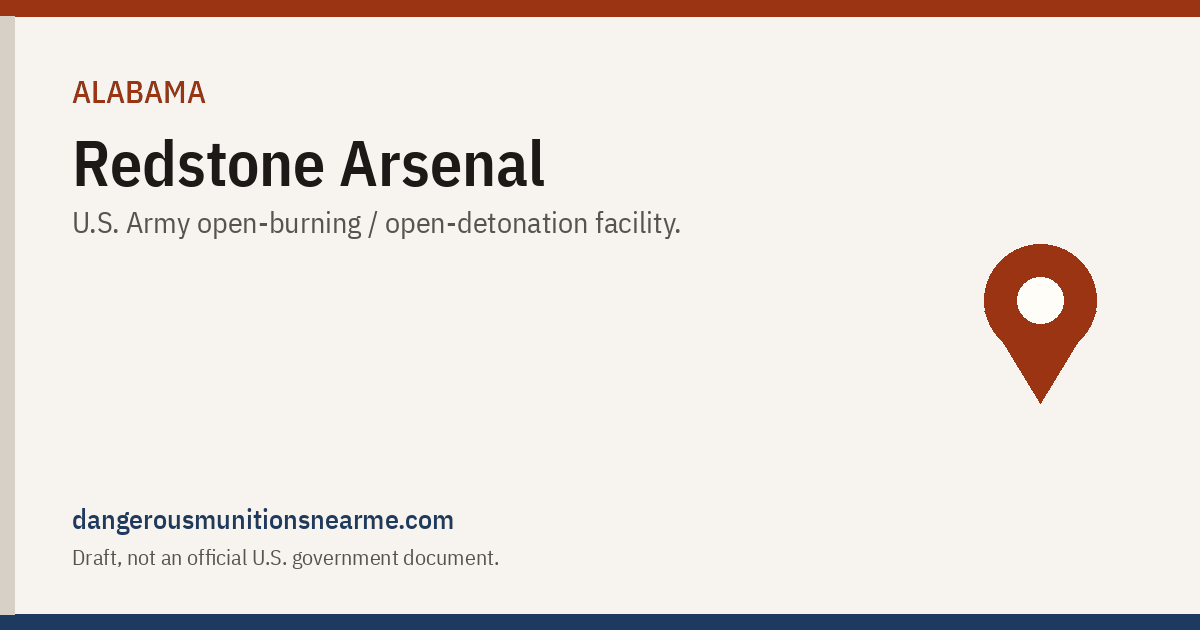 ALABAMA
Redstone Arsenal
U.S. Army open-burning / open-detonation facility.
dangerousmunitionsnearme.com
Draft, not an official U.S. government document.